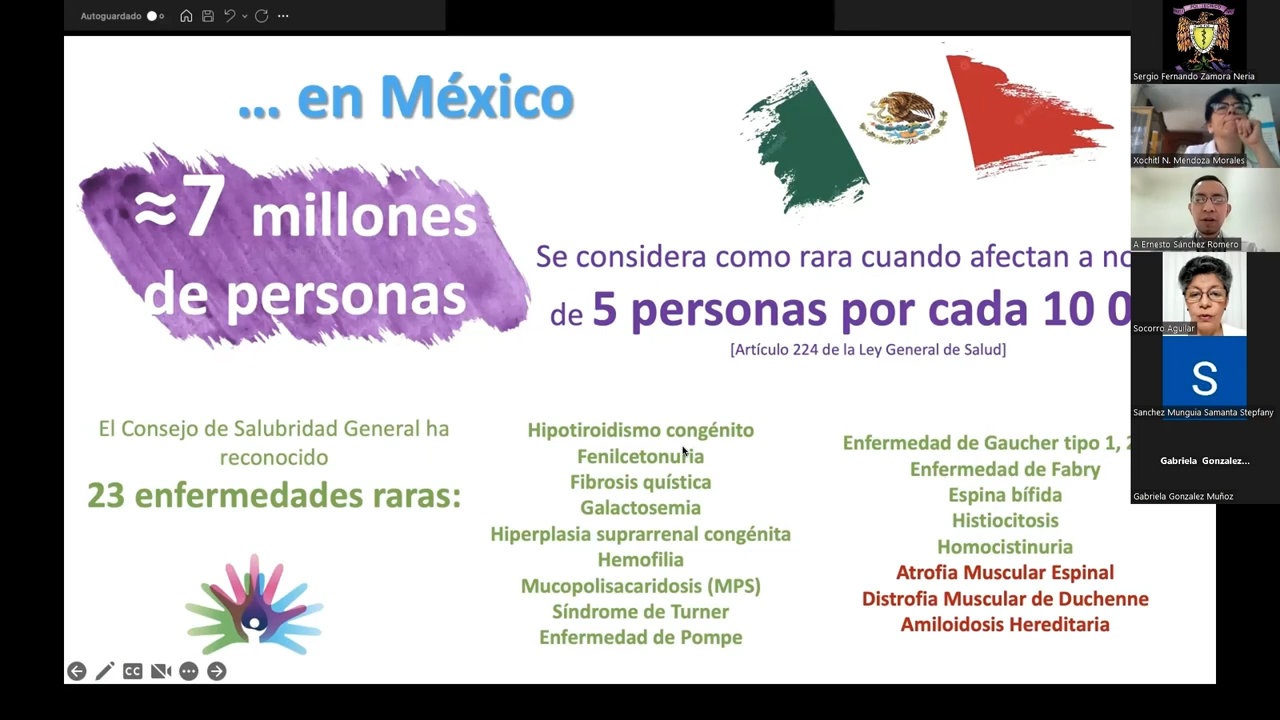 Autoguardado
... en México
≈7 millones
de personas
Se considera como rara cuando afectan a no
de 5 personas por cada 10 0
[Artículo 224 de la Ley General de Salud]
El Consejo de Salubridad General ha
reconocido
23 enfermedades raras:
Hipotiroidismo congénito
Fenilcetonuria
Fibrosis quística
Galactosemia
Hiperplasia suprarrenal congénita
Hemofilia
Mucopolisacaridosis (MPS)
Síndrome de Turner
Enfermedad de Pompe
Enfermedad de Gaucher tipo 1, 2
Enfermedad de Fabry
Espina bífida
Histiocitosis
Homocistinuria
Atrofia Muscular Espinal
Distrofia Muscular de Duchenne
Amiloidosis Hereditaria
CC
Sergio Fernando Zamora Neria
Xochitl N. Mendoza Morales
A Ernesto Sánchez Romero
Socorro Aguilar
S
Sanchez Munguia Samanta Stepfany
Gabriela Gonzalez...
Gabriela Gonzalez Muñoz